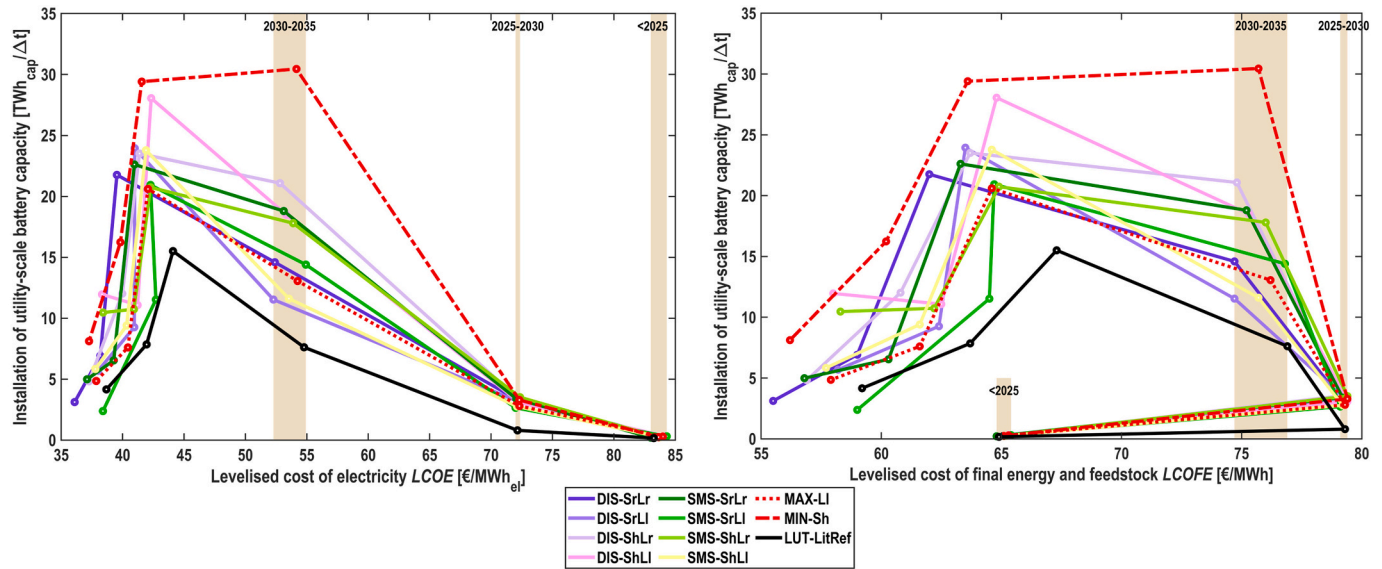 35
30
25
20
15
10
5
0
Installation of utility-scale battery capacity [TWhcap/Δt]
2030-2035
2025-2030
<2025
35
40
45
50
55
60
65
70
75
80
85
Levelised cost of electricity LCOE [€/MWhel]
35
30
25
20
15
10
5
0
Installation of utility-scale battery capacity [TWhcap/Δt]
2030-2035
2025-2030
<2025
55
60
65
70
75
80
Levelised cost of final energy and feedstock LCOFE [€/MWh]
DIS-SrLr
DIS-SrLl
DIS-ShLr
DIS-ShLl
SMS-SrLr
SMS-SrLl
SMS-ShLr
SMS-ShLl
MAX-Ll
MIN-Sh
LUT-LitRef